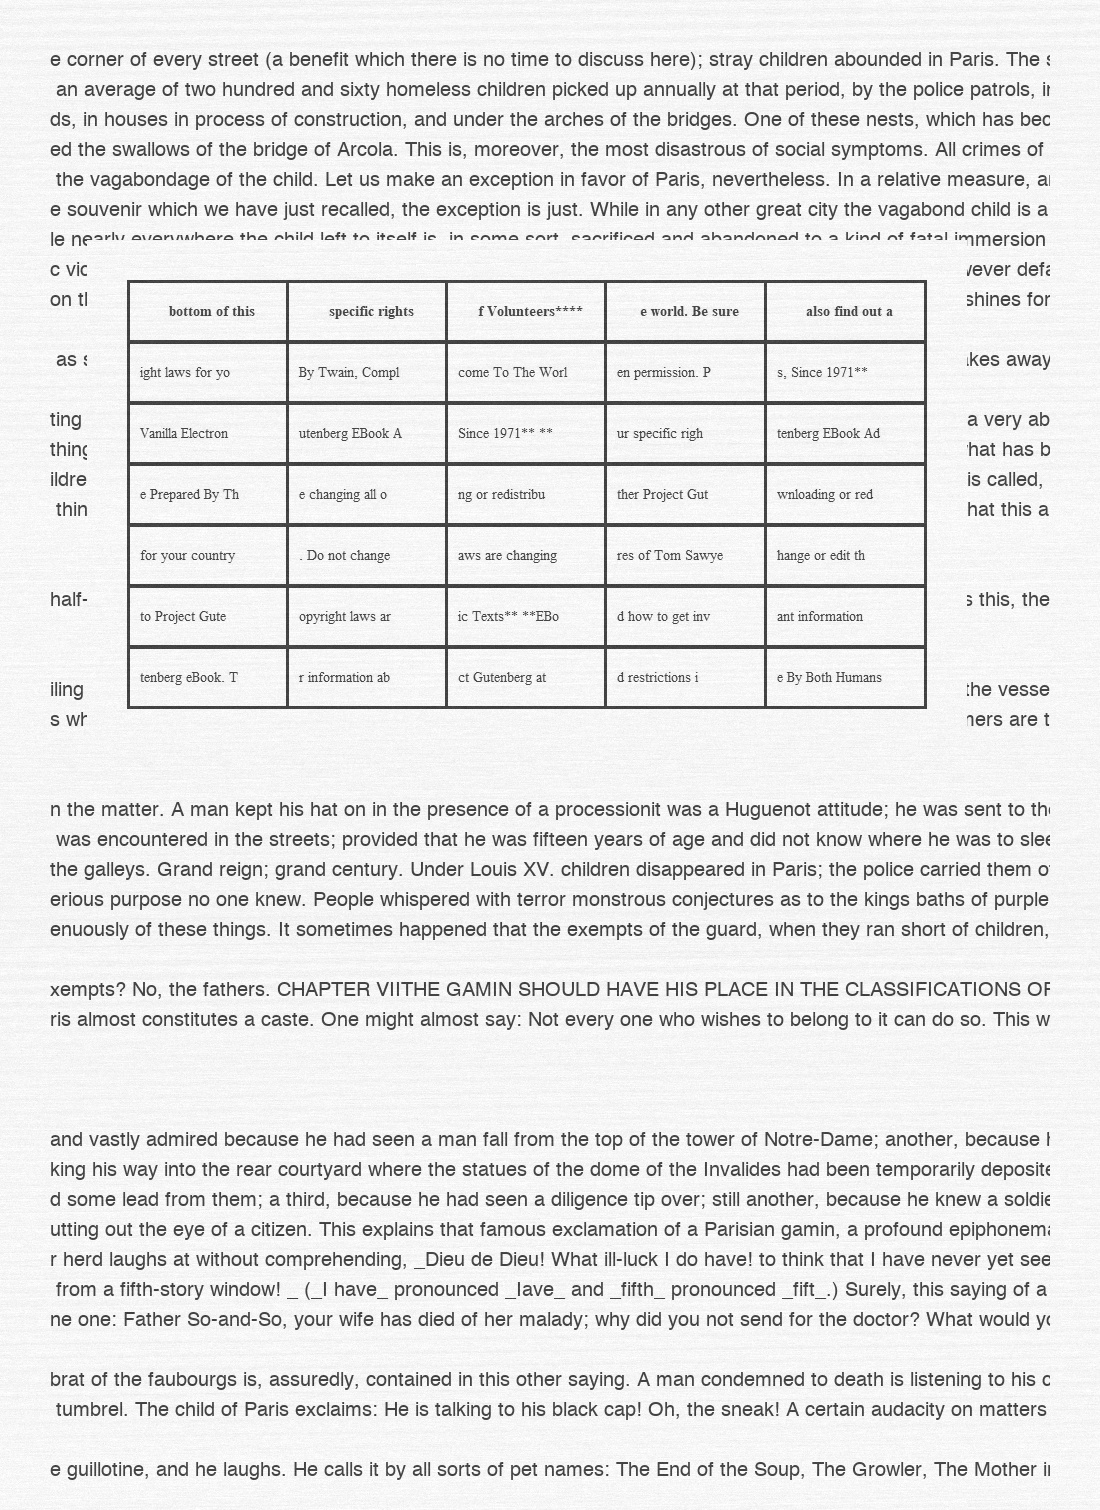 e corner of every street (a benefit which there is no time to discuss here); stray children abounded in Paris. The
an average of two hundred and sixty homeless children picked up annually at that period, by the police patrols,
ds, in houses in process of construction, and under the arches of the bridges. One of these nests, which has bec
ed the swallows of the bridge of Arcola. This is, moreover, the most disastrous of social symptoms. All crimes of
the vagabondage of the child. Let us make an exception in favor of Paris, nevertheless. In a relative measure,
e souvenir which we have just recalled, the exception is just. While in any other great city the vagabond child is a
le nearly everywhere the child left to itself is, in some sort, sacrificed and abandoned to a kind of fatal immersion
c vic wever defa
on shines for
as akes away
ting a very ab
thing hat has b
ildre is called,
thin hat this a
half- s this, the
iling the vesse
s wh ners are
bottom of this specific rights f Volunteers**** e world. Be sure also find out a
ight laws for yo By Twain, Compl come To The Worl en permission. P s, Since 1971**
Vanilla Electron utenberg EBook A Since 1971** ** ur specific righ tenberg EBook Ad
e Prepared By Th e changing all o ng or redistribu ther Project Gut wnloading or red
for your country . Do not change aws are changing res of Tom Sawye hange or edit th
to Project Gute opyright laws ar ic Texts** **EBo d how to get inv ant information
tenberg eBook. T r information ab ct Gutenberg at d restrictions i e By Both Humans
n the matter. A man kept his hat on in the presence of a processionit was a Huguenot attitude; he was sent to the
was encountered in the streets; provided that he was fifteen years of age and did not know where he was to slee
the galleys. Grand reign; grand century. Under Louis XV. children disappeared in Paris; the police carried them
erious purpose no one knew. People whispered with terror monstrous conjectures as to the kings baths of purple
enuously of these things. It sometimes happened that the exempts of the guard, when they ran short of children,
xempts? No, the fathers. CHAPTER VIITHE GAMIN SHOULD HAVE HIS PLACE IN THE CLASSIFICATIONS OF
ris almost constitutes a caste. One might almost say: Not every one who wishes to belong to it can do so. This w
and vastly admired because he had seen a man fall from the top of the tower of Notre-Dame; another, because
king his way into the rear courtyard where the statues of the dome of the Invalides had been temporarily deposite
d some lead from them; a third, because he had seen a diligence tip over; still another, because he knew a soldie
utting out the eye of a citizen. This explains that famous exclamation of a Parisian gamin, a profound epiphonema
r herd laughs at without comprehending, _Dieu de Dieu! What ill-luck I do have! to think that I have never yet see
from a fifth-story window! _ (_I have_ pronounced _Iave_ and _fifth_ pronounced _fift_.) Surely, this saying of a
ne one: Father So-and-So, your wife has died of her malady; why did you not send for the doctor? What would yo
brat of the faubourgs is, assuredly, contained in this other saying. A man condemned to death is listening to his
tumbrel. The child of Paris exclaims: He is talking to his black cap! Oh, the sneak! A certain audacity on matters
e guillotine, and he laughs. He calls it by all sorts of pet names: The End of the Soup, The Growler, The Mother